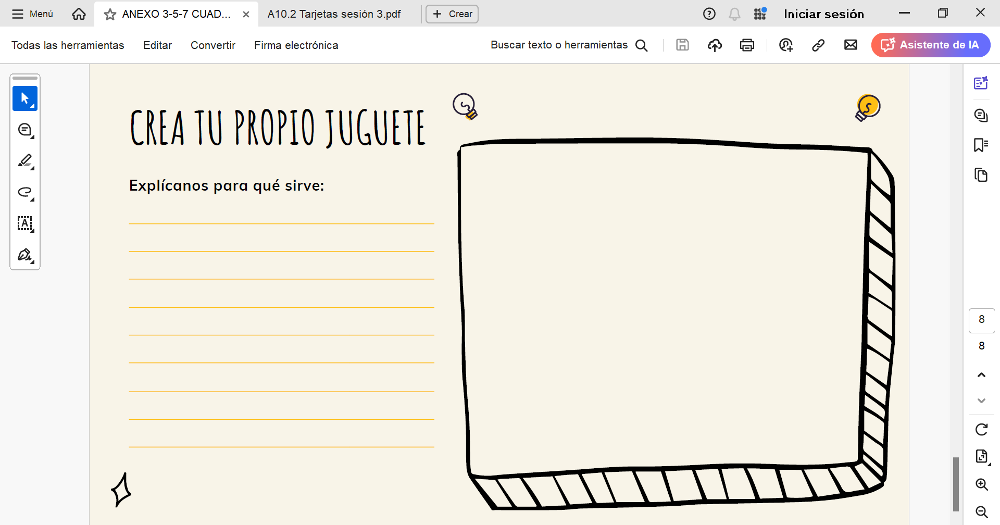 Menú
ANEXO 3-5-7 CUAD...
A10.2 Tarjetas sesión 3.pdf
Crear
Iniciar sesión
Todas las herramientas
Editar
Convertir
Firma electrónica
Buscar texto o herramientas
Asistente de IA
CREA TU PROPIO JUGUETE
Explícanos para qué sirve:
8
8